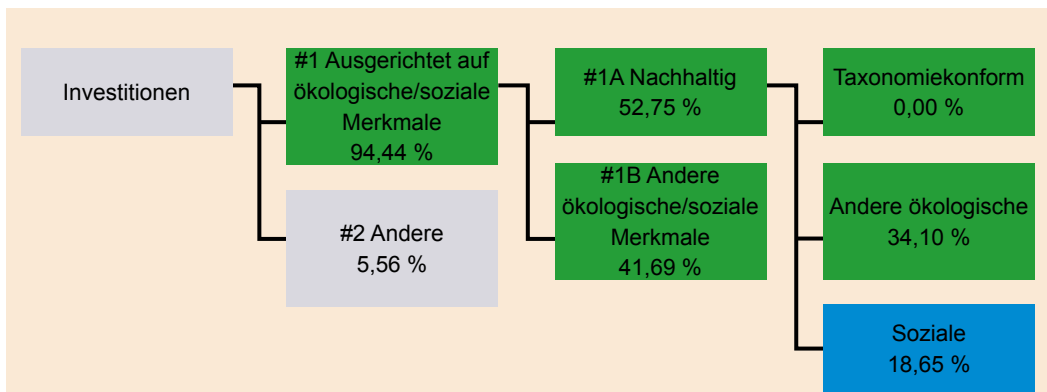 Investitionen
#1 Ausgerichtet auf
ökologische/soziale
Merkmale
94,44 %
#2 Andere
5,56 %
#1A Nachhaltig
52,75 %
#1B Andere
ökologische/soziale
Merkmale
41,69 %
Taxonomiekonform
0,00 %
Andere ökologische
34,10 %
Soziale
18,65 %